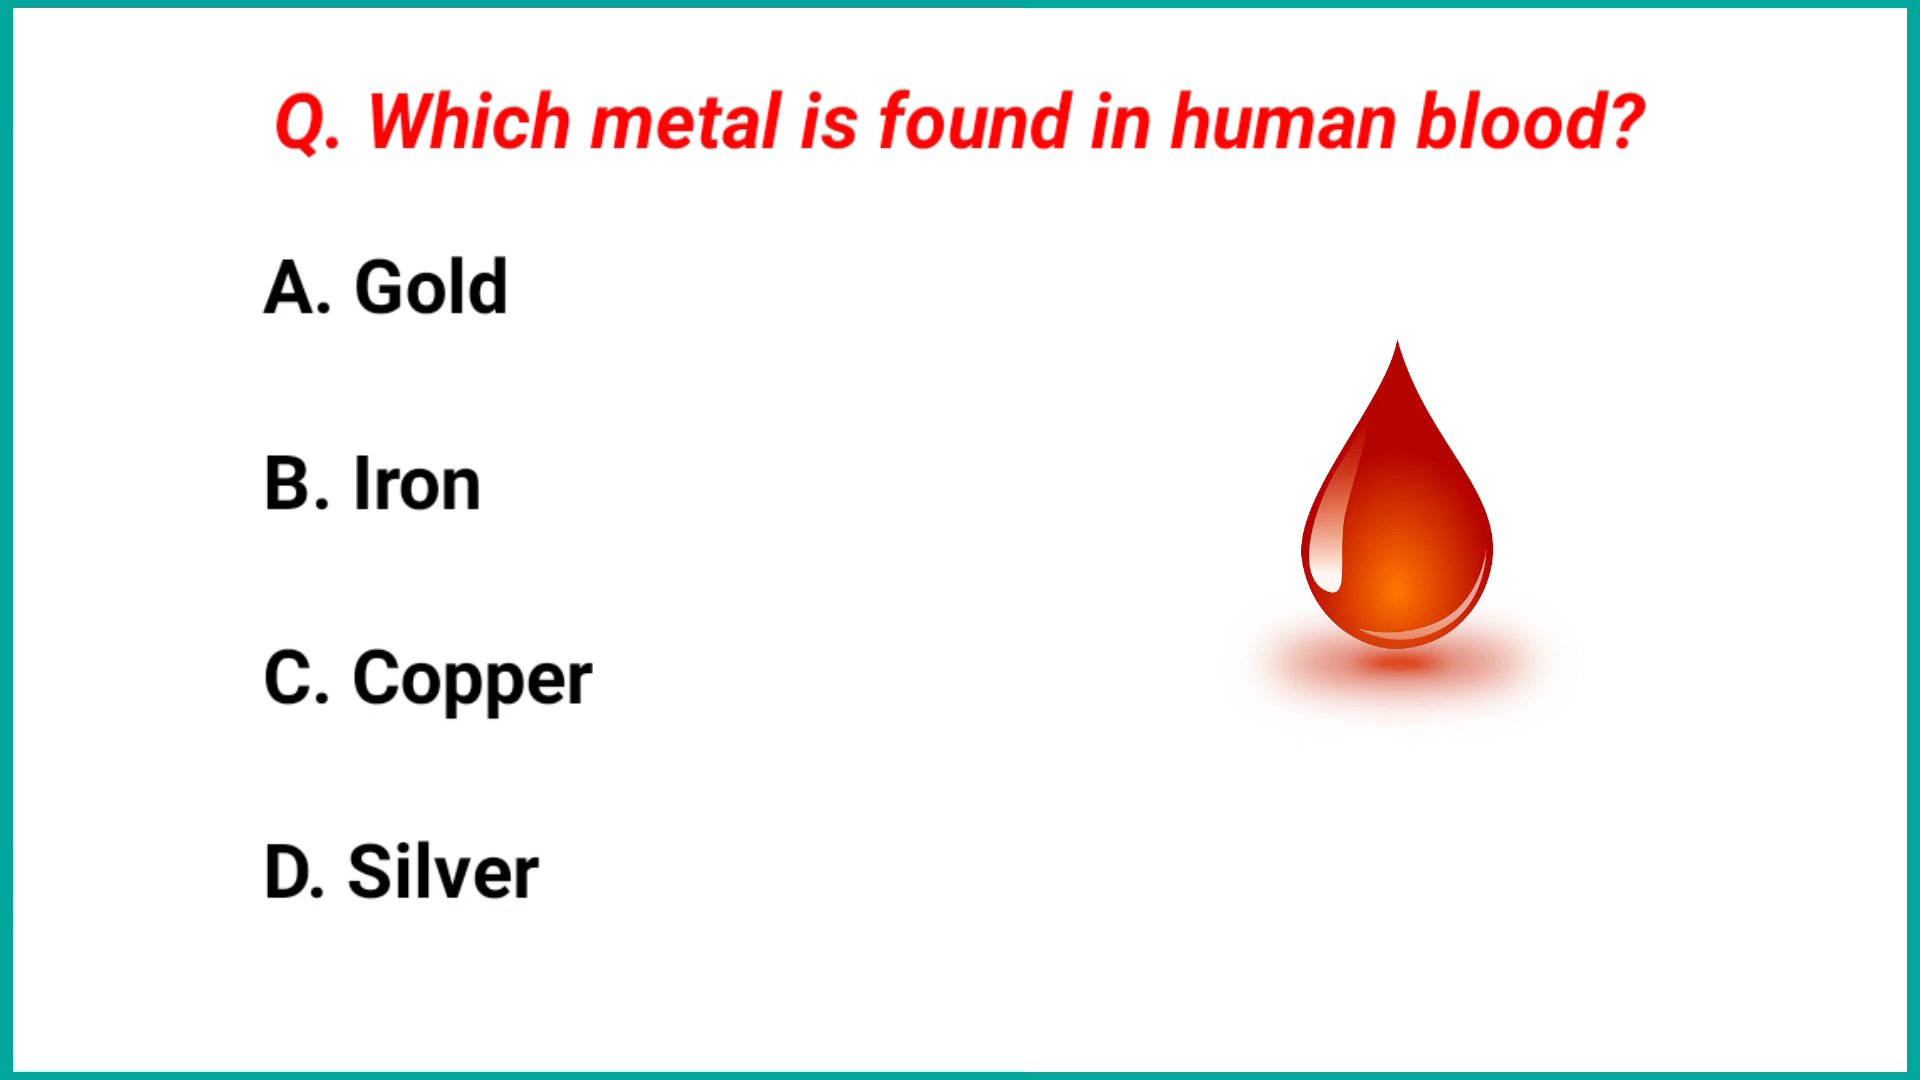 Q. Which metal is found in human blood?
A. Gold
B. Iron
C. Copper
D. Silver